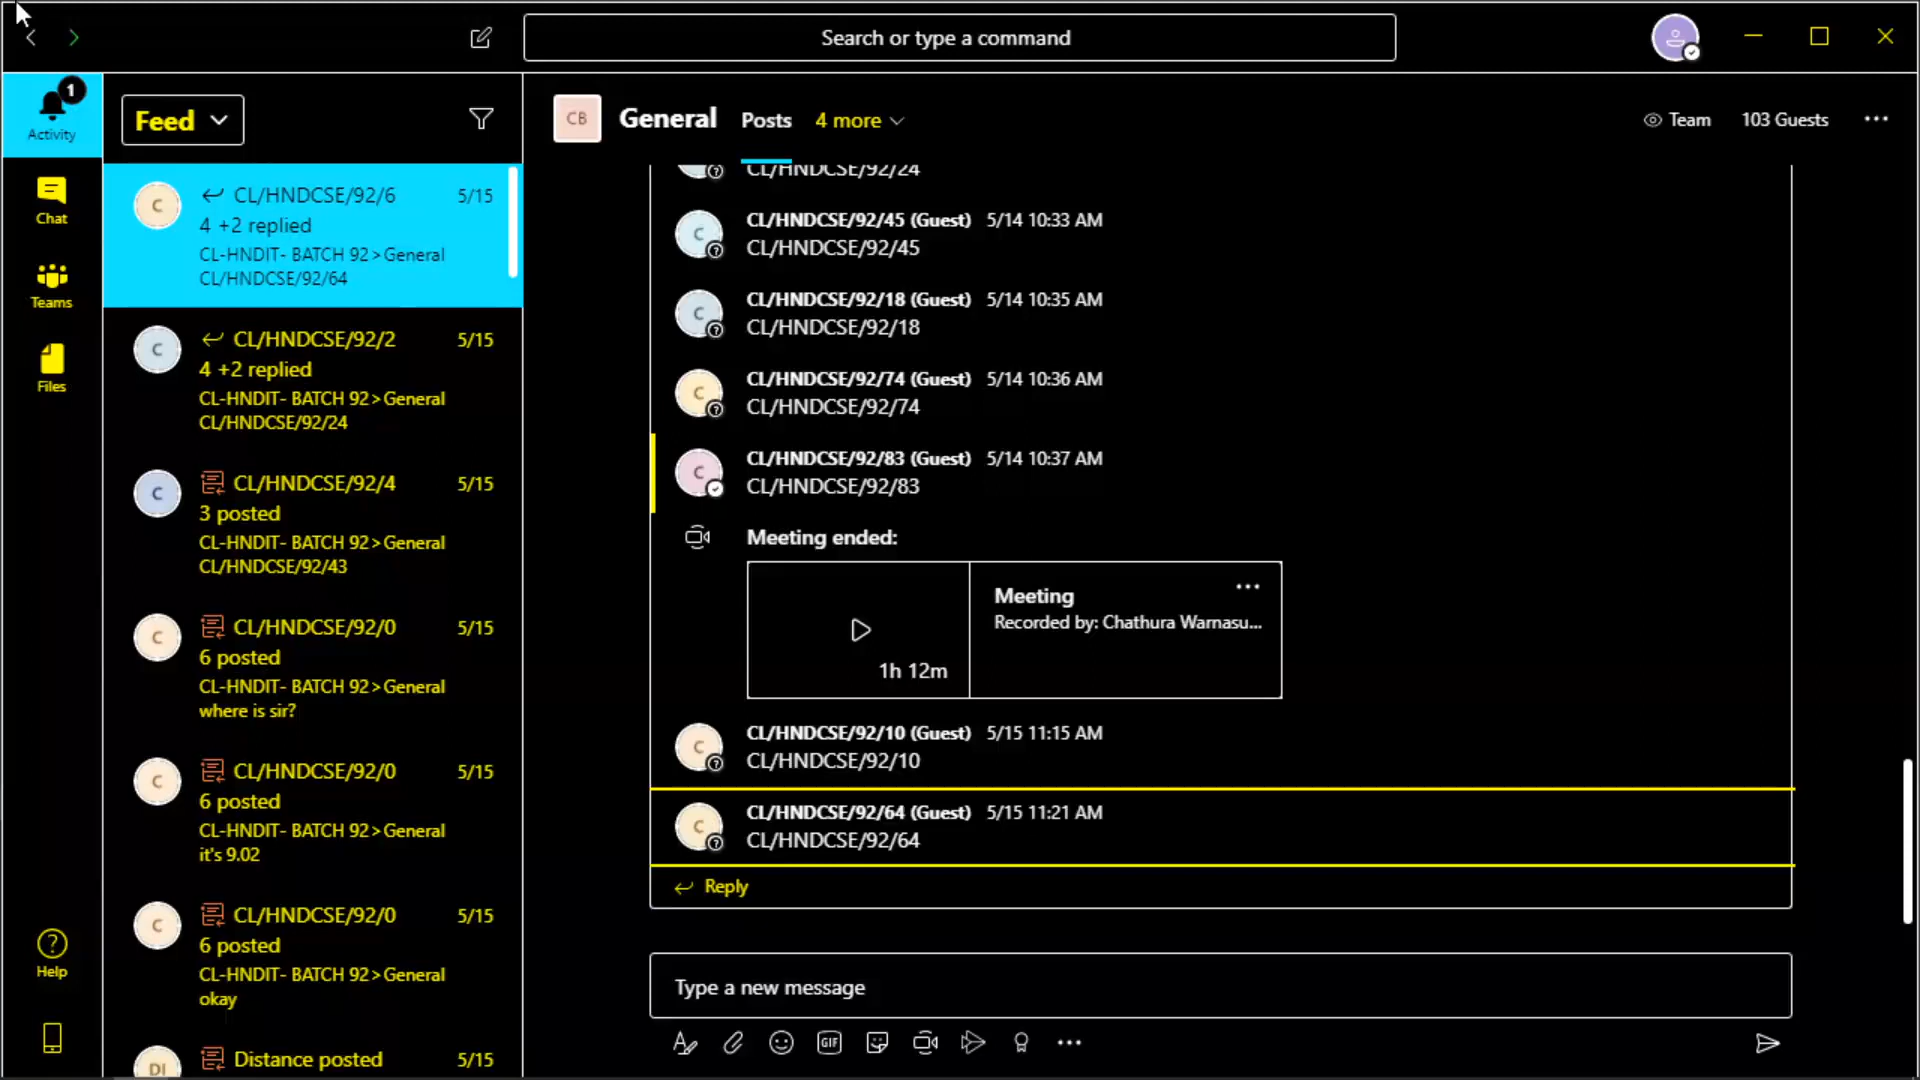 Search or type a command
1
Activity
Chat
Teams
Files
Help
Feed
C
CL/HNDCSE/92/6
5/15
4 +2 replied
CL-HNDIT- BATCH 92>General
CL/HNDCSE/92/64
C
CL/HNDCSE/92/2
5/15
4 +2 replied
CL-HNDIT- BATCH 92>General
CL/HNDCSE/92/24
C
CL/HNDCSE/92/4
5/15
3 posted
CL-HNDIT- BATCH 92>General
CL/HNDCSE/92/43
C
CL/HNDCSE/92/0
5/15
6 posted
CL-HNDIT- BATCH 92>General
where is sir?
C
CL/HNDCSE/92/0
5/15
6 posted
CL-HNDIT- BATCH 92>General
it's 9.02
C
CL/HNDCSE/92/0
5/15
6 posted
CL-HNDIT- BATCH 92>General
okay
DI
Distance posted
5/15
CB
General
Posts
4 more
Team
103 Guests
CL/HNDCSE/92/24
C
CL/HNDCSE/92/45 (Guest) 5/14 10:33 AM
CL/HNDCSE/92/45
C
CL/HNDCSE/92/18 (Guest) 5/14 10:35 AM
CL/HNDCSE/92/18
C
CL/HNDCSE/92/74 (Guest) 5/14 10:36 AM
CL/HNDCSE/92/74
C
CL/HNDCSE/92/83 (Guest) 5/14 10:37 AM
CL/HNDCSE/92/83
Meeting ended:
1h 12m
Meeting
Recorded by: Chathura Warnasu...
C
CL/HNDCSE/92/10 (Guest) 5/15 11:15 AM
CL/HNDCSE/92/10
C
CL/HNDCSE/92/64 (Guest) 5/15 11:21 AM
CL/HNDCSE/92/64
Reply
Type a new message
GIF